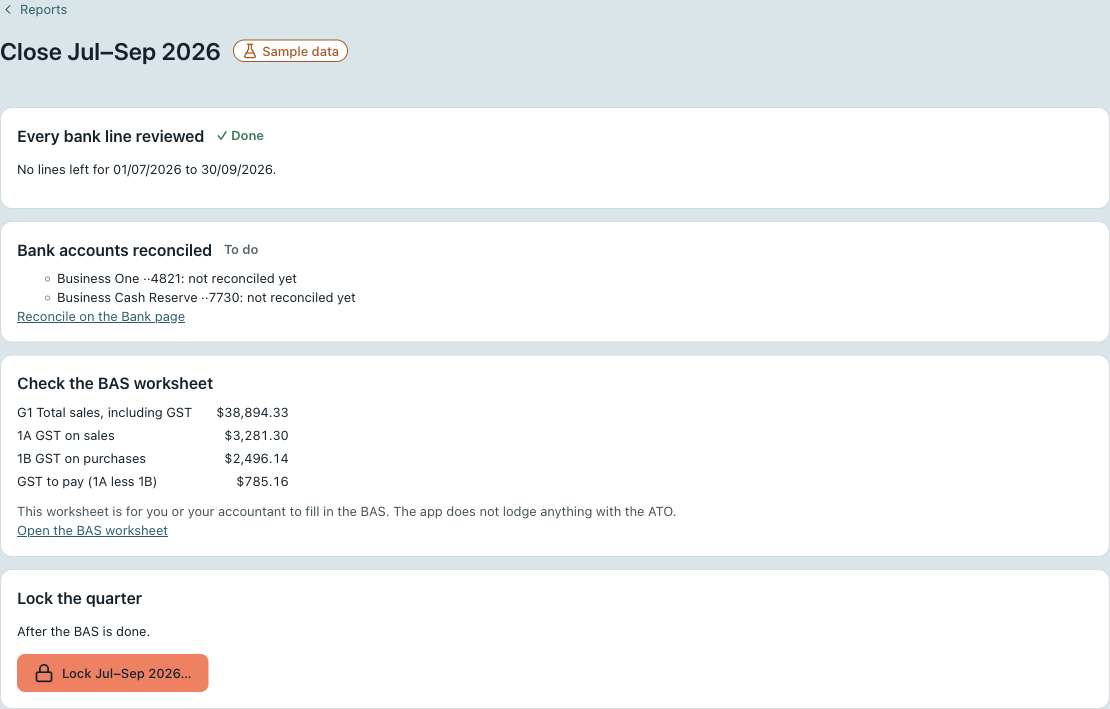 Reports
Close Jul–Sep 2026 Sample data
Every bank line reviewed Done
No lines left for 01/07/2026 to 30/09/2026.
Bank accounts reconciled To do
Business One ··4821: not reconciled yet
Business Cash Reserve ··7730: not reconciled yet
Reconcile on the Bank page
Check the BAS worksheet
G1 Total sales, including GST $38,894.33
1A GST on sales $3,281.30
1B GST on purchases $2,496.14
GST to pay (1A less 1B) $785.16
This worksheet is for you or your accountant to fill in the BAS. The app does not lodge anything with the ATO.
Open the BAS worksheet
Lock the quarter
After the BAS is done.
Lock Jul–Sep 2026...